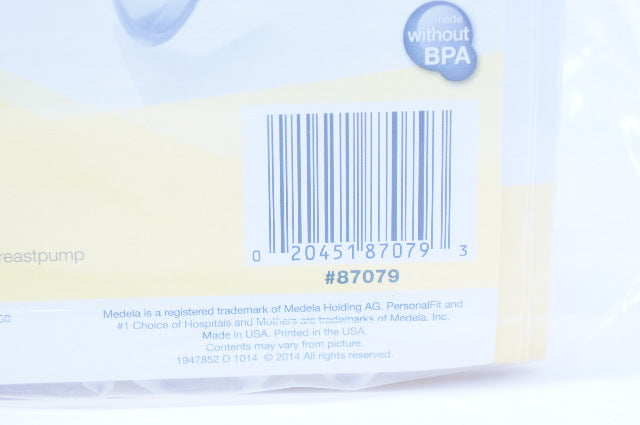 made
without
BPA
0 20451 87079 3
#87079
reastpump
Medela is a registered trademark of Medela Holding AG. PersonalFit and
#1 Choice of Hospitals and Mothers are trademarks of Medela, Inc.
Made in USA. Printed in the USA.
Contents may vary from picture.
1947852 D 1014 © 2014 All rights reserved.